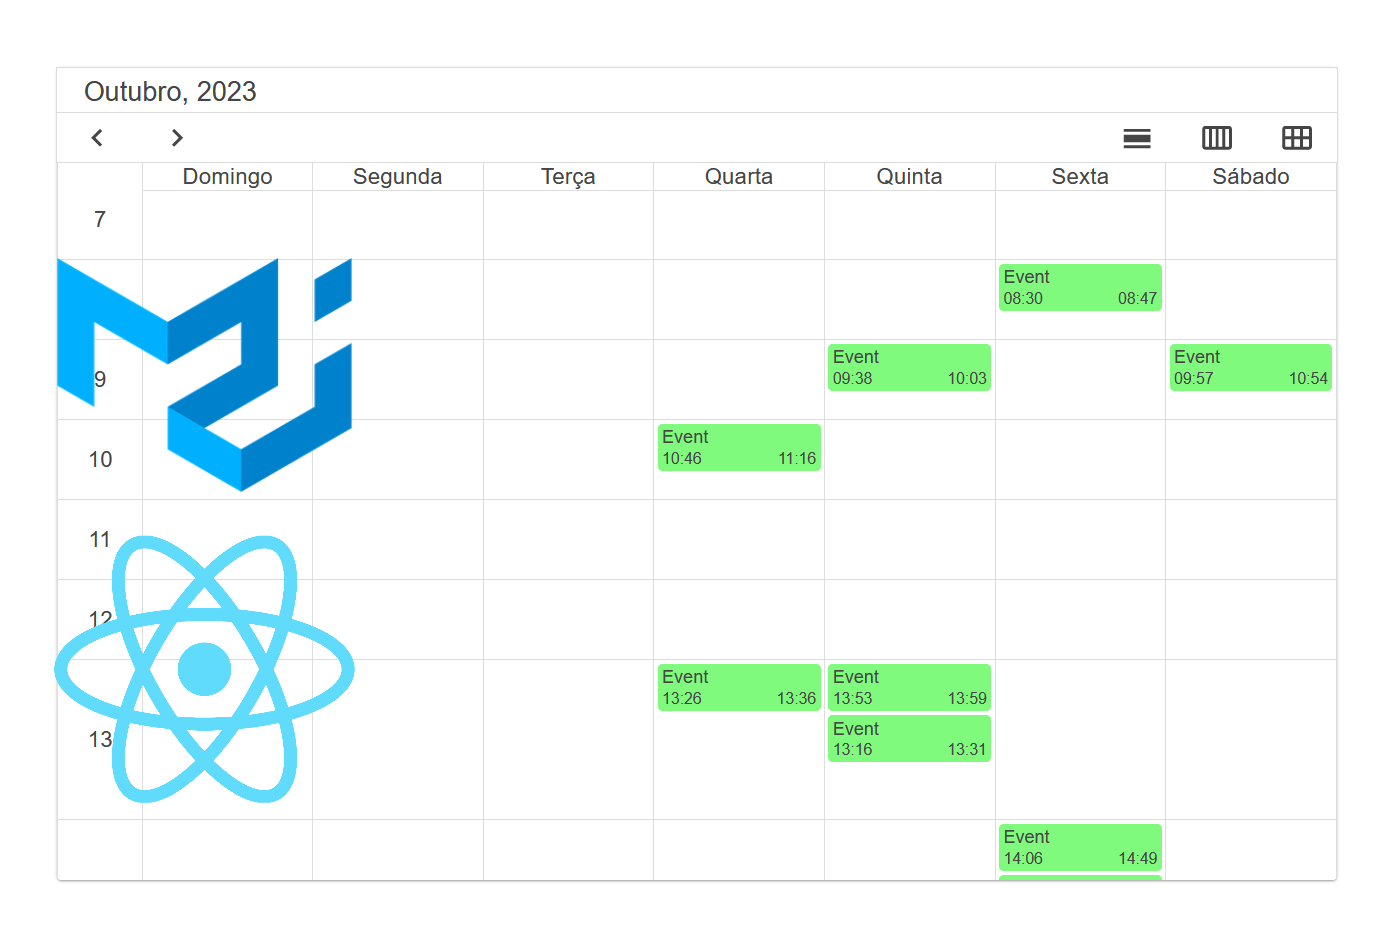 Outubro, 2023
Domingo Segunda Terça Quarta Quinta Sexta Sábado
7
Event
08:30 08:47
9
Event
09:38 10:03
Event
09:57 10:54
10
Event
10:46 11:16
11
12
13
Event
13:26 13:36
Event
13:53 13:59
Event
13:16 13:31
Event
14:06 14:49